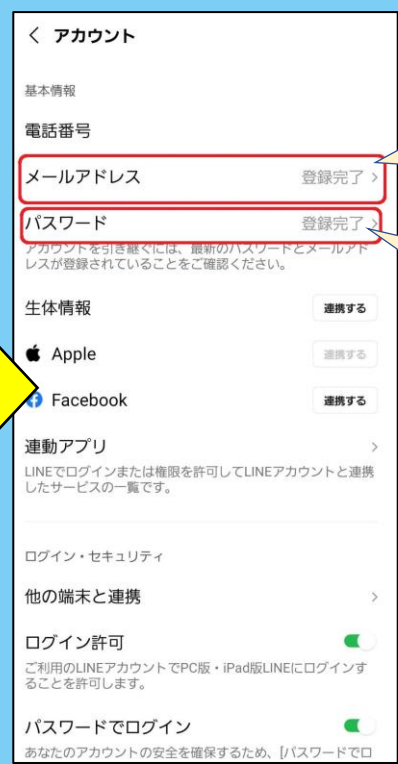 アカウント
基本情報
電話番号
メールアドレス 登録完了
パスワード 登録完了
アカウントを引き継ぐには、最新のパスワードとメールアド
レスが登録されていることをご確認ください。
生体情報 連携する
Apple 連携する
Facebook 連携する
連動アプリ
LINEでログインまたは権限を許可してLINEアカウントと連携
したサービスの一覧です。
ログイン・セキュリティ
他の端末と連携
ログイン許可
ご利用のLINEアカウントでPC版・iPad版LINEにログインす
ることを許可します。
パスワードでログイン
あなたのアカウントの安全を確保するため、[パスワードでロ